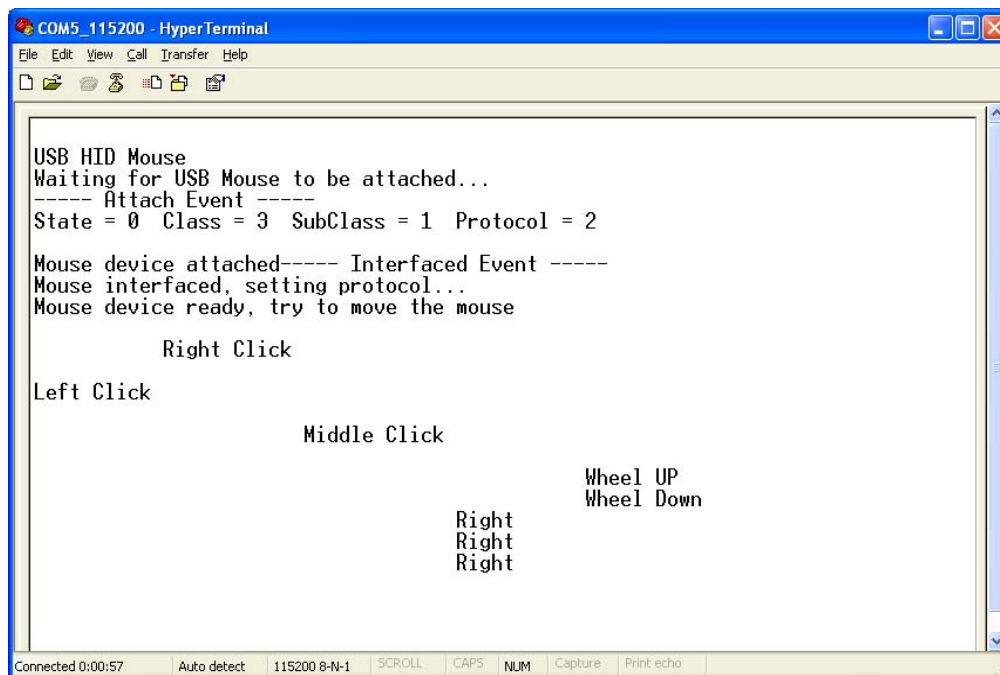 COM5_115200 - HyperTerminal
File Edit View Call Transfer Help
USB HID Mouse
Waiting for USB Mouse to be attached...
----- Attach Event -----
State = 0 Class = 3 SubClass = 1 Protocol = 2
Mouse device attached----- Interfaced Event -----
Mouse interfaced, setting protocol...
Mouse device ready, try to move the mouse
Right Click
Left Click
Middle Click
Wheel UP
Wheel Down
Right
Right
Right
Connected 0:00:57 Auto detect 115200 8-N-1 SCROLL CAPS NUM Capture Print echo